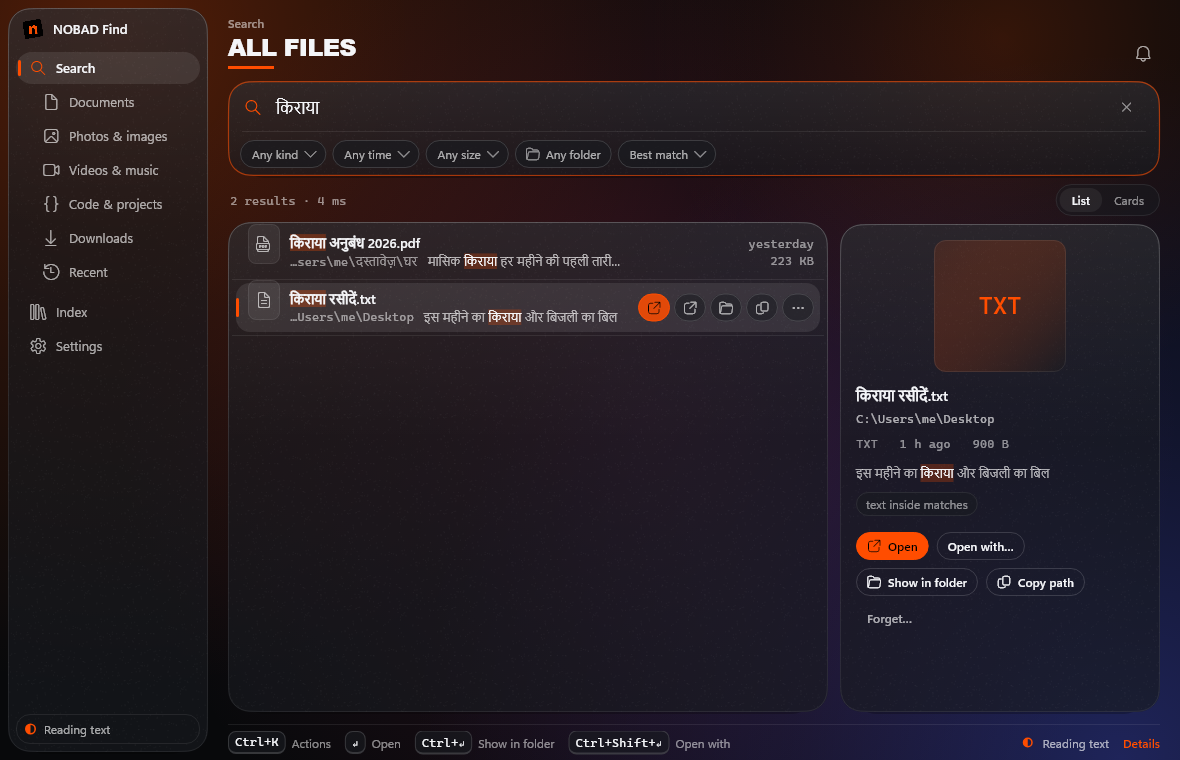 NOBAD Find
Search
Documents
Photos & images
Videos & music
Code & projects
Downloads
Recent
Index
Settings
Reading text
Search
ALL FILES
किराया
Any kind
Any time
Any size
Any folder
Best match
2 results · 4 ms
List
Cards
किराया अनुबंध 2026.pdf
yesterday
…sers\me\दस्तावेज़\घर मासिक किराया हर महीने की पहली तारी…
223 KB
किराया रसीदें.txt
…Users\me\Desktop इस महीने का किराया और बिजली का बिल
TXT
किराया रसीदें.txt
C:\Users\me\Desktop
TXT 1 h ago 900 B
इस महीने का किराया और बिजली का बिल
text inside matches
Open
Open with...
Show in folder
Copy path
Forget...
Ctrl+K Actions ↲ Open Ctrl+↲ Show in folder Ctrl+Shift+↲ Open with
Reading text Details